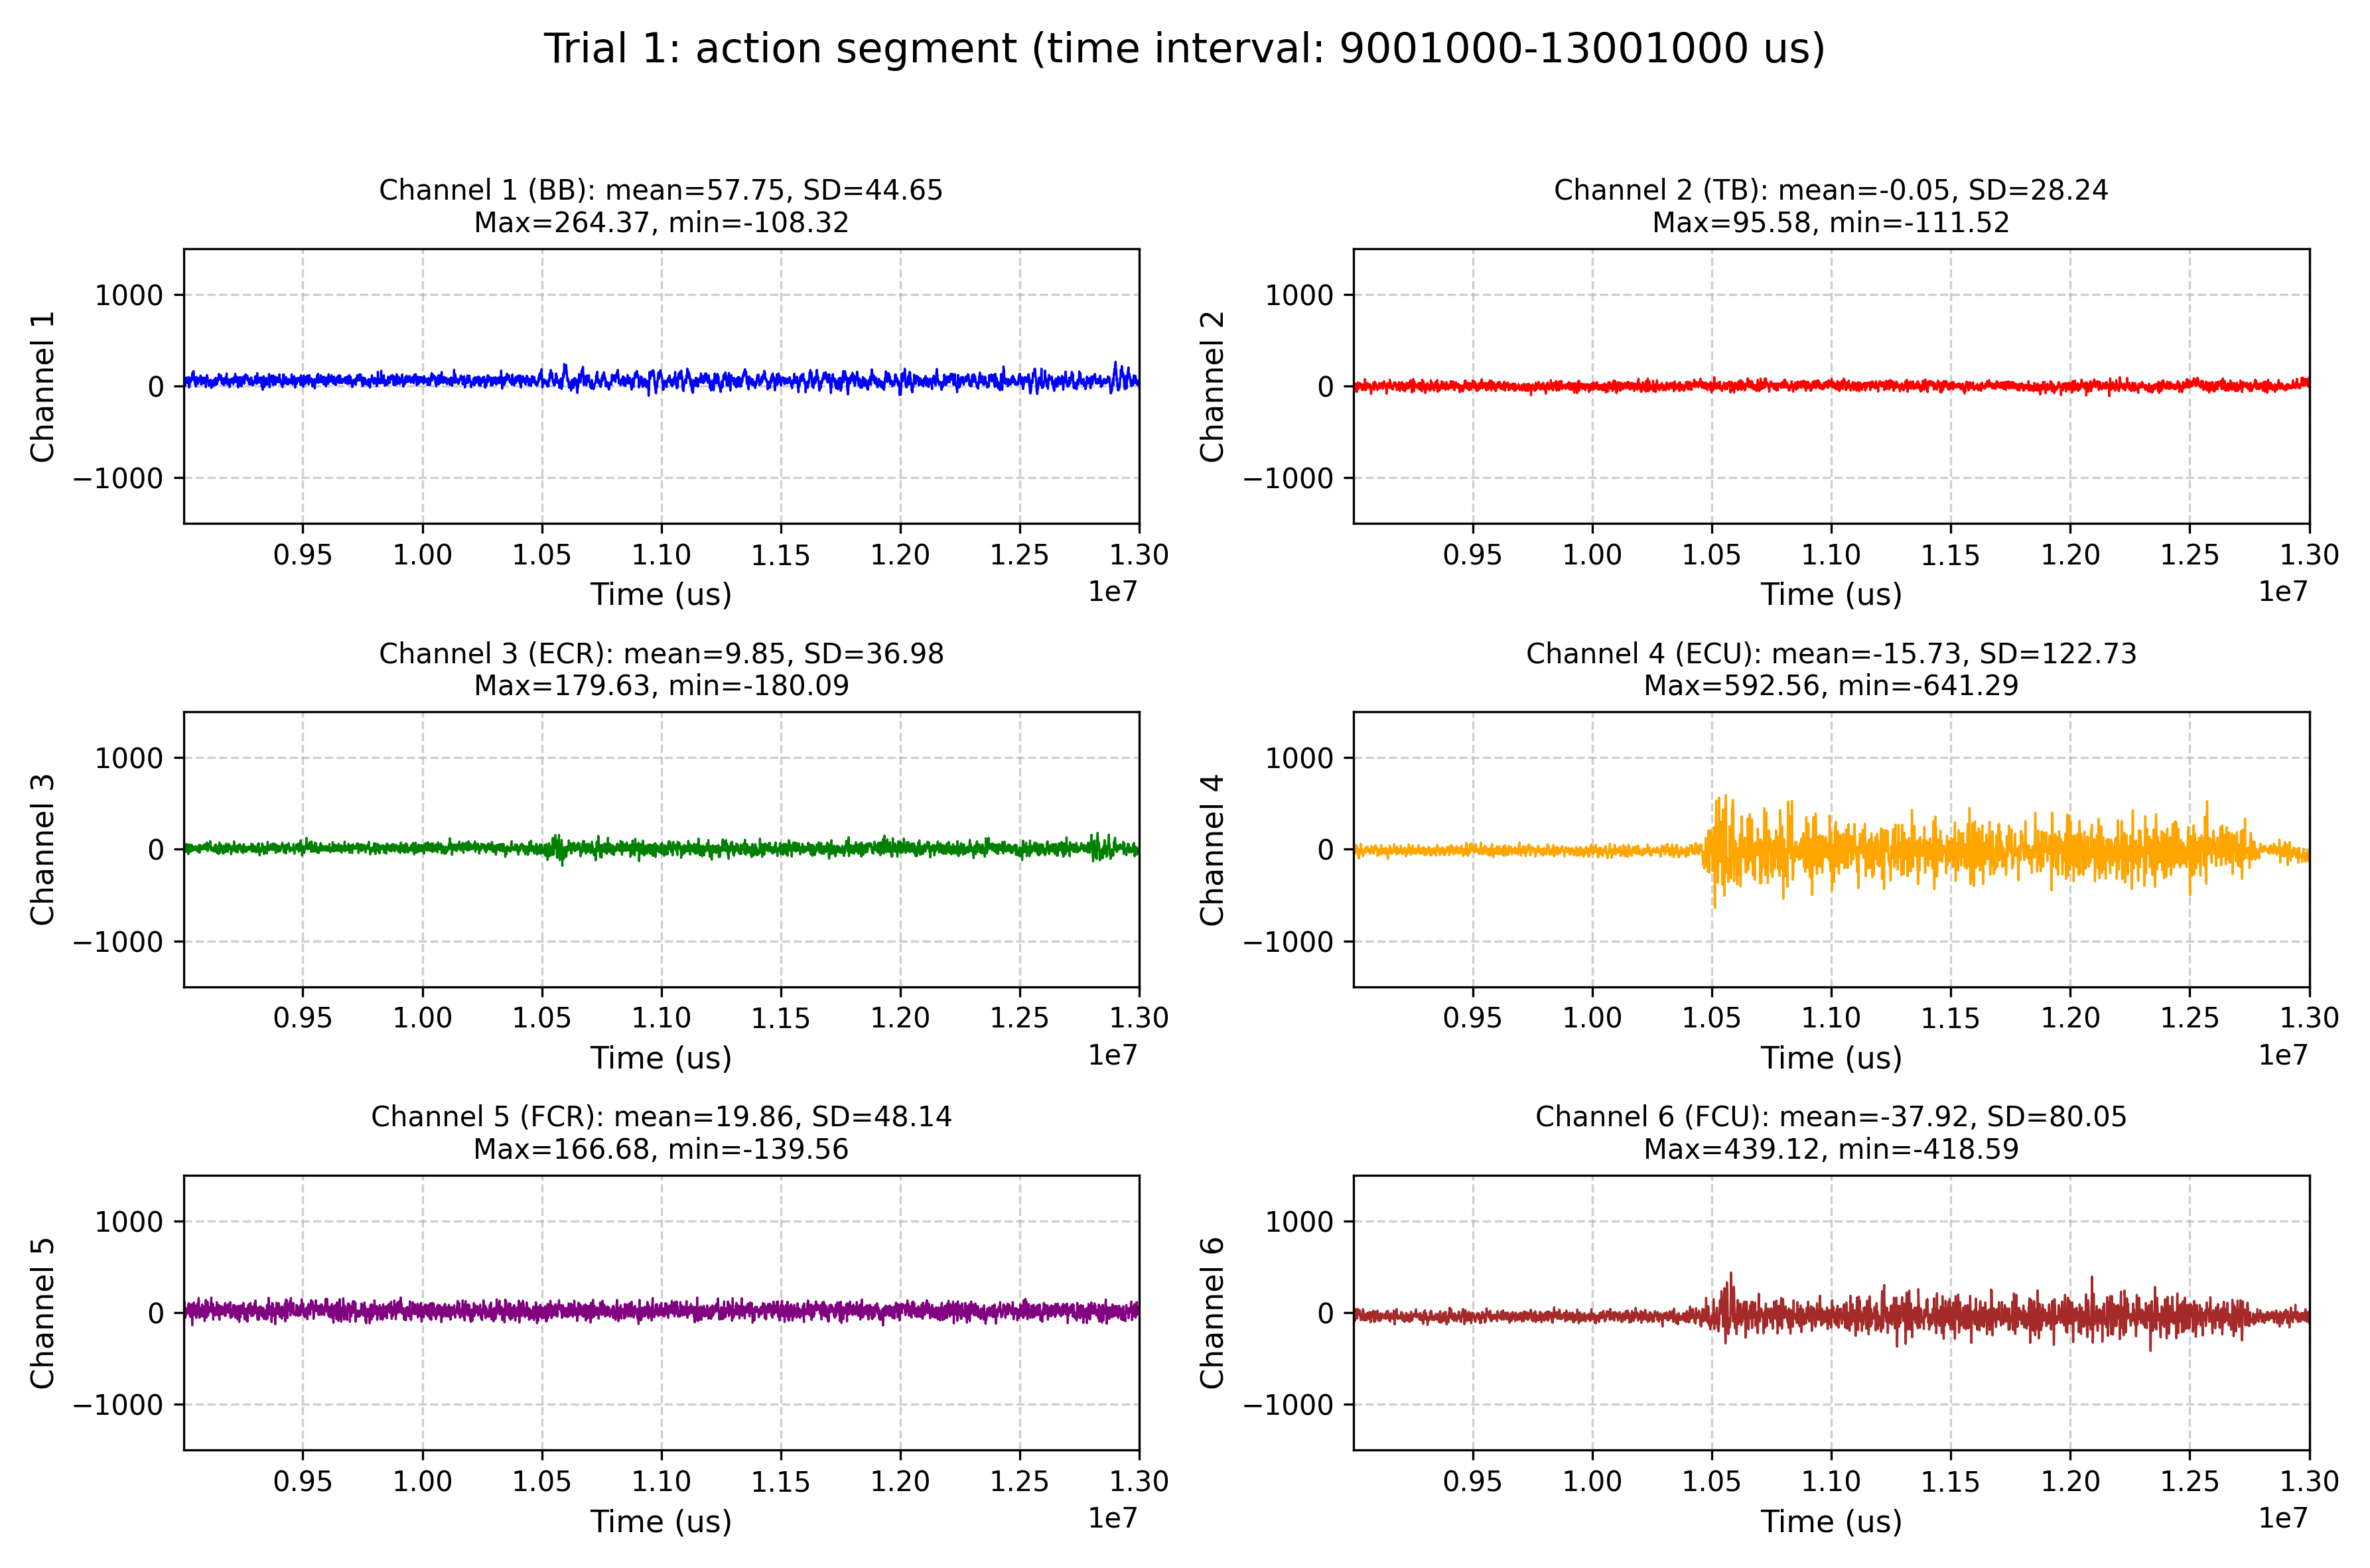 Trial 1: action segment (time interval: 9001000-13001000 us)
Channel 1 (BB): mean=57.75, SD=44.65
Max=264.37, min=-108.32
Channel 1
1000
0
−1000
0.95 1.00 1.05 1.10 1.15 1.20 1.25 1.30
Time (us)
1e7
Channel 2 (TB): mean=-0.05, SD=28.24
Max=95.58, min=-111.52
Channel 2
1000
0
−1000
0.95 1.00 1.05 1.10 1.15 1.20 1.25 1.30
Time (us)
1e7
Channel 3 (ECR): mean=9.85, SD=36.98
Max=179.63, min=-180.09
Channel 3
1000
0
−1000
0.95 1.00 1.05 1.10 1.15 1.20 1.25 1.30
Time (us)
1e7
Channel 4 (ECU): mean=-15.73, SD=122.73
Max=592.56, min=-641.29
Channel 4
1000
0
−1000
0.95 1.00 1.05 1.10 1.15 1.20 1.25 1.30
Time (us)
1e7
Channel 5 (FCR): mean=19.86, SD=48.14
Max=166.68, min=-139.56
Channel 5
1000
0
−1000
0.95 1.00 1.05 1.10 1.15 1.20 1.25 1.30
Time (us)
1e7
Channel 6 (FCU): mean=-37.92, SD=80.05
Max=439.12, min=-418.59
Channel 6
1000
0
−1000
0.95 1.00 1.05 1.10 1.15 1.20 1.25 1.30
Time (us)
1e7